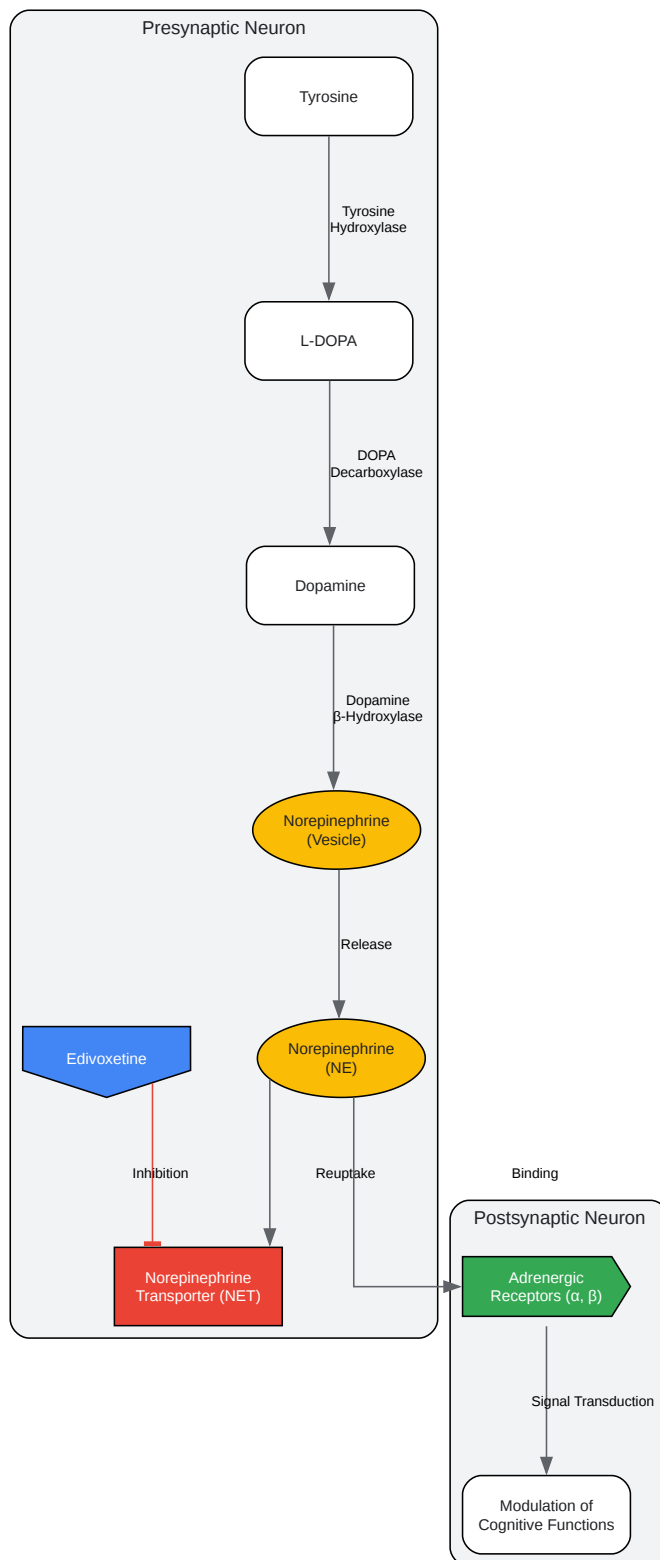 Presynaptic Neuron
Tyrosine
Tyrosine
Hydroxylase
L-DOPA
DOPA
Decarboxylase
Dopamine
Dopamine
β-Hydroxylase
Norepinephrine
(Vesicle)
Release
Edivoxetine
Norepinephrine
(NE)
Inhibition
Reuptake
Binding
Postsynaptic Neuron
Norepinephrine
Transporter (NET)
Adrenergic
Receptors (α, β)
Signal Transduction
Modulation of
Cognitive Functions